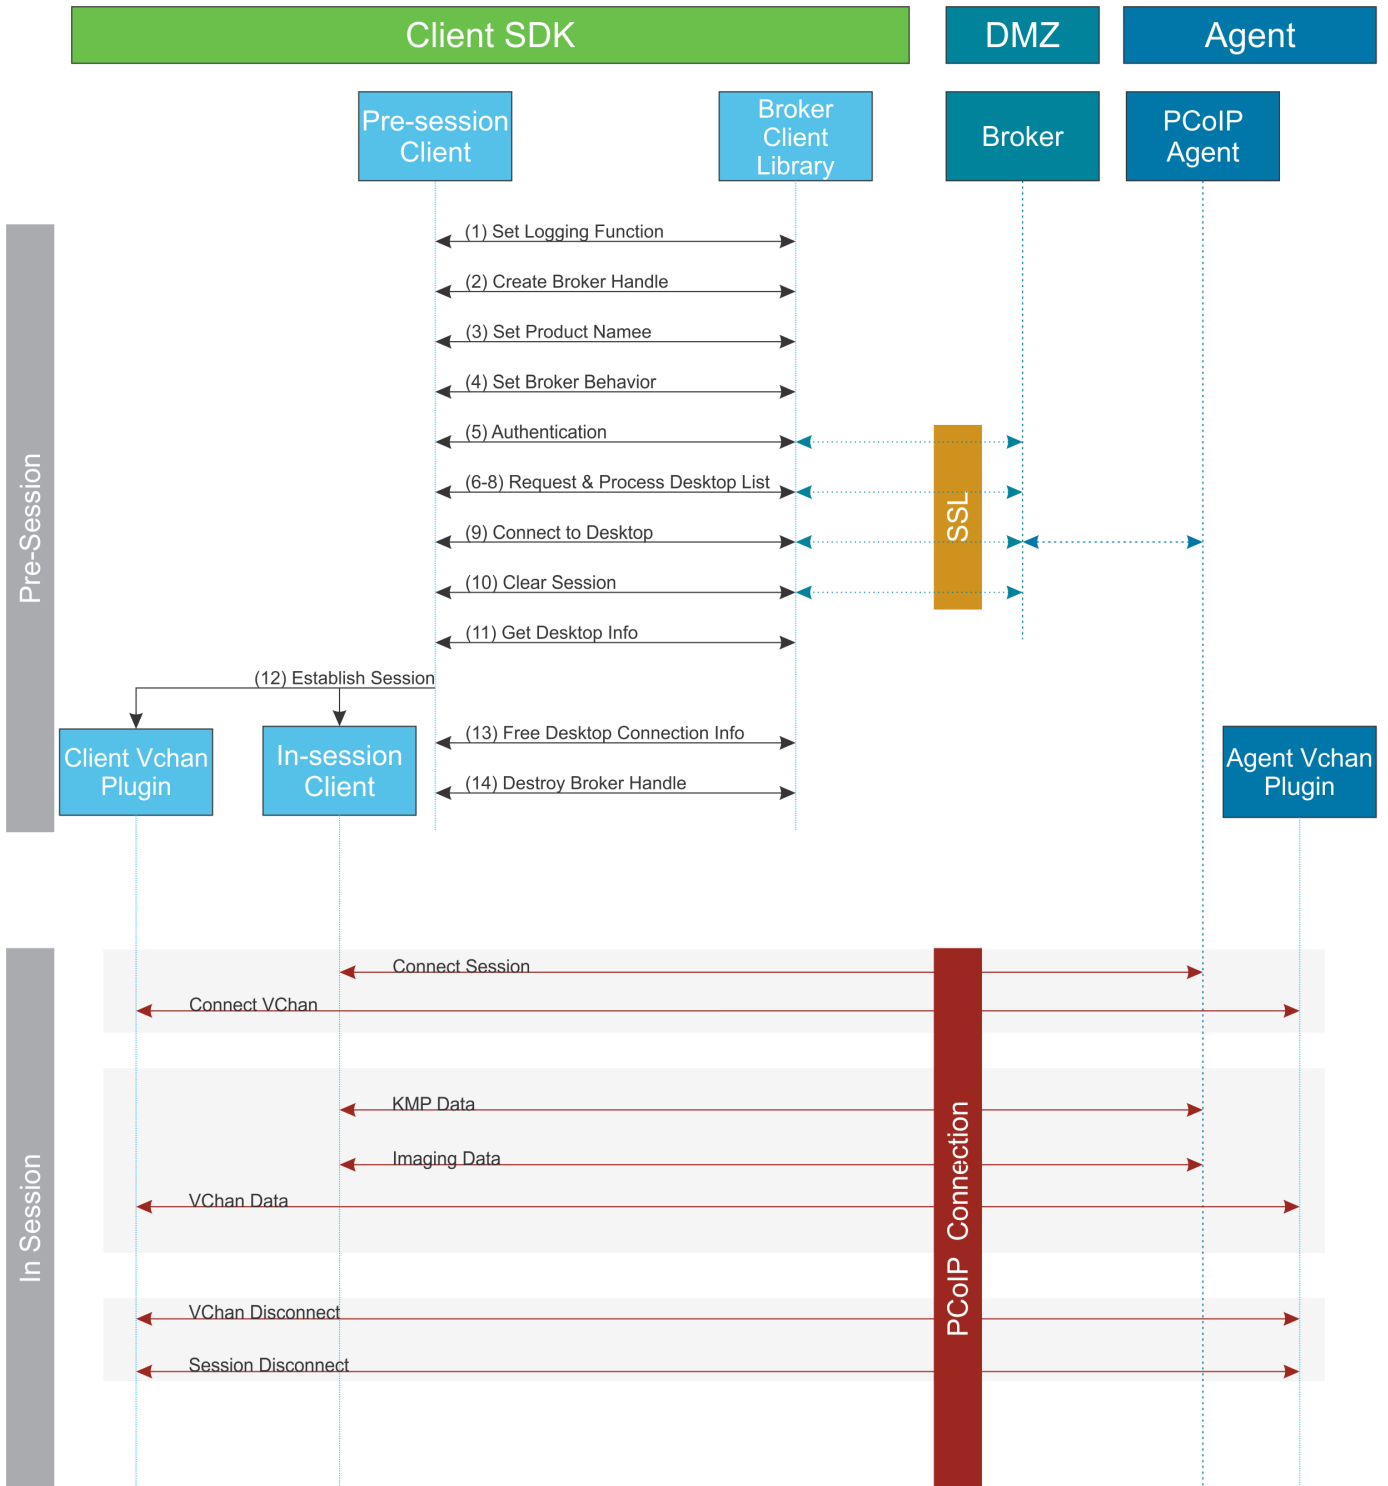 Client SDK
DMZ
Agent
Pre-session
Client
Broker
Client
Library
Broker
PCoIP
Agent
Pre-Session
(1) Set Logging Function
(2) Create Broker Handle
(3) Set Product Namee
(4) Set Broker Behavior
(5) Authentication
(6-8) Request & Process Desktop List
(9) Connect to Desktop
(10) Clear Session
SSL
(11) Get Desktop Info
(12) Establish Session
Client Vchan
Plugin
In-session
Client
(13) Free Desktop Connection Info
(14) Destroy Broker Handle
Agent Vchan
Plugin
In Session
Connect Session
Connect VChan
KMP Data
Imaging Data
VChan Data
VChan Disconnect
Session Disconnect
PCoIP Connection